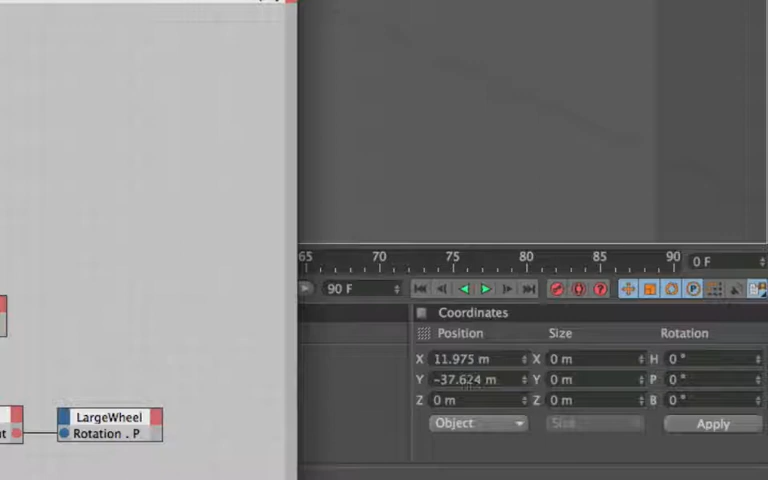 65 70 75 80 85 90 0 F
90 F
Coordinates
Position Size Rotation
X 11.975 m X 0 m H 0 °
Y -37.624 m Y 0 m P 0 °
Z 0 m Z 0 m B 0 °
Object Apply
LargeWheel
Rotation . P